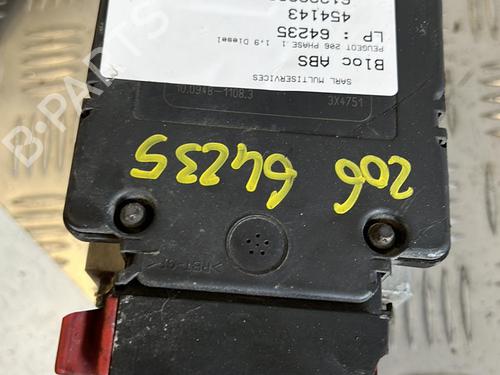 SARL MULTISERVICES
Bloc ABS
PEUGEOT 206 PHASE 1 1.9 Diesel
LP : 64235
454143
10.0948-1108.3
3X4751
206 64235
B-PARTS